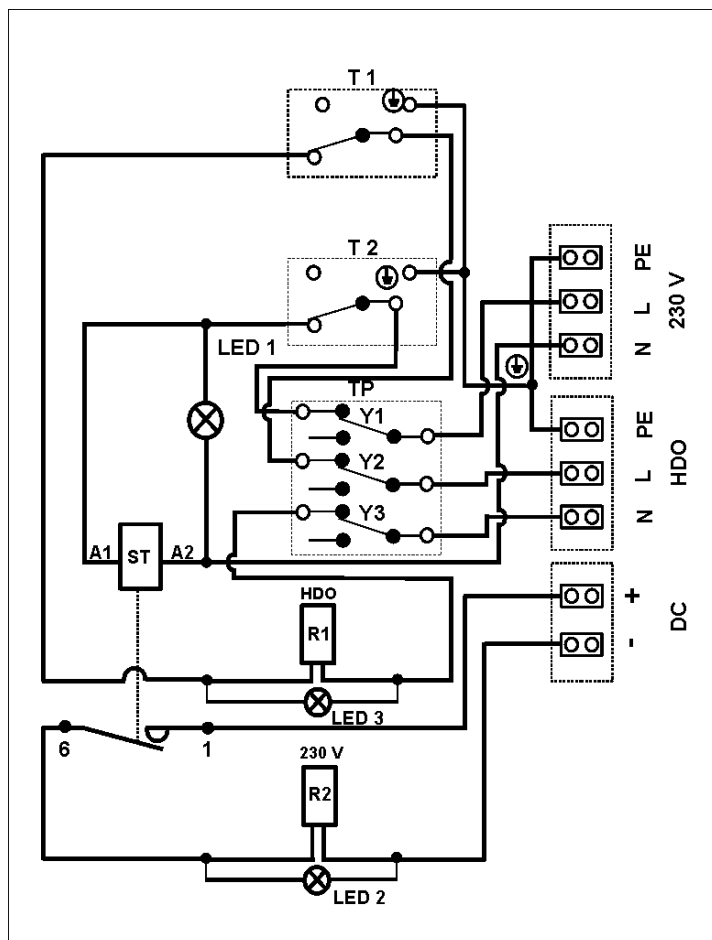 T 1
T 2
LED 1
TP
Y1
Y2
Y3
PE
L
N
230 V
PE
L
N
HDO
+
-
DC
A1
ST
A2
HDO
R1
LED 3
6
1
230 V
R2
LED 2